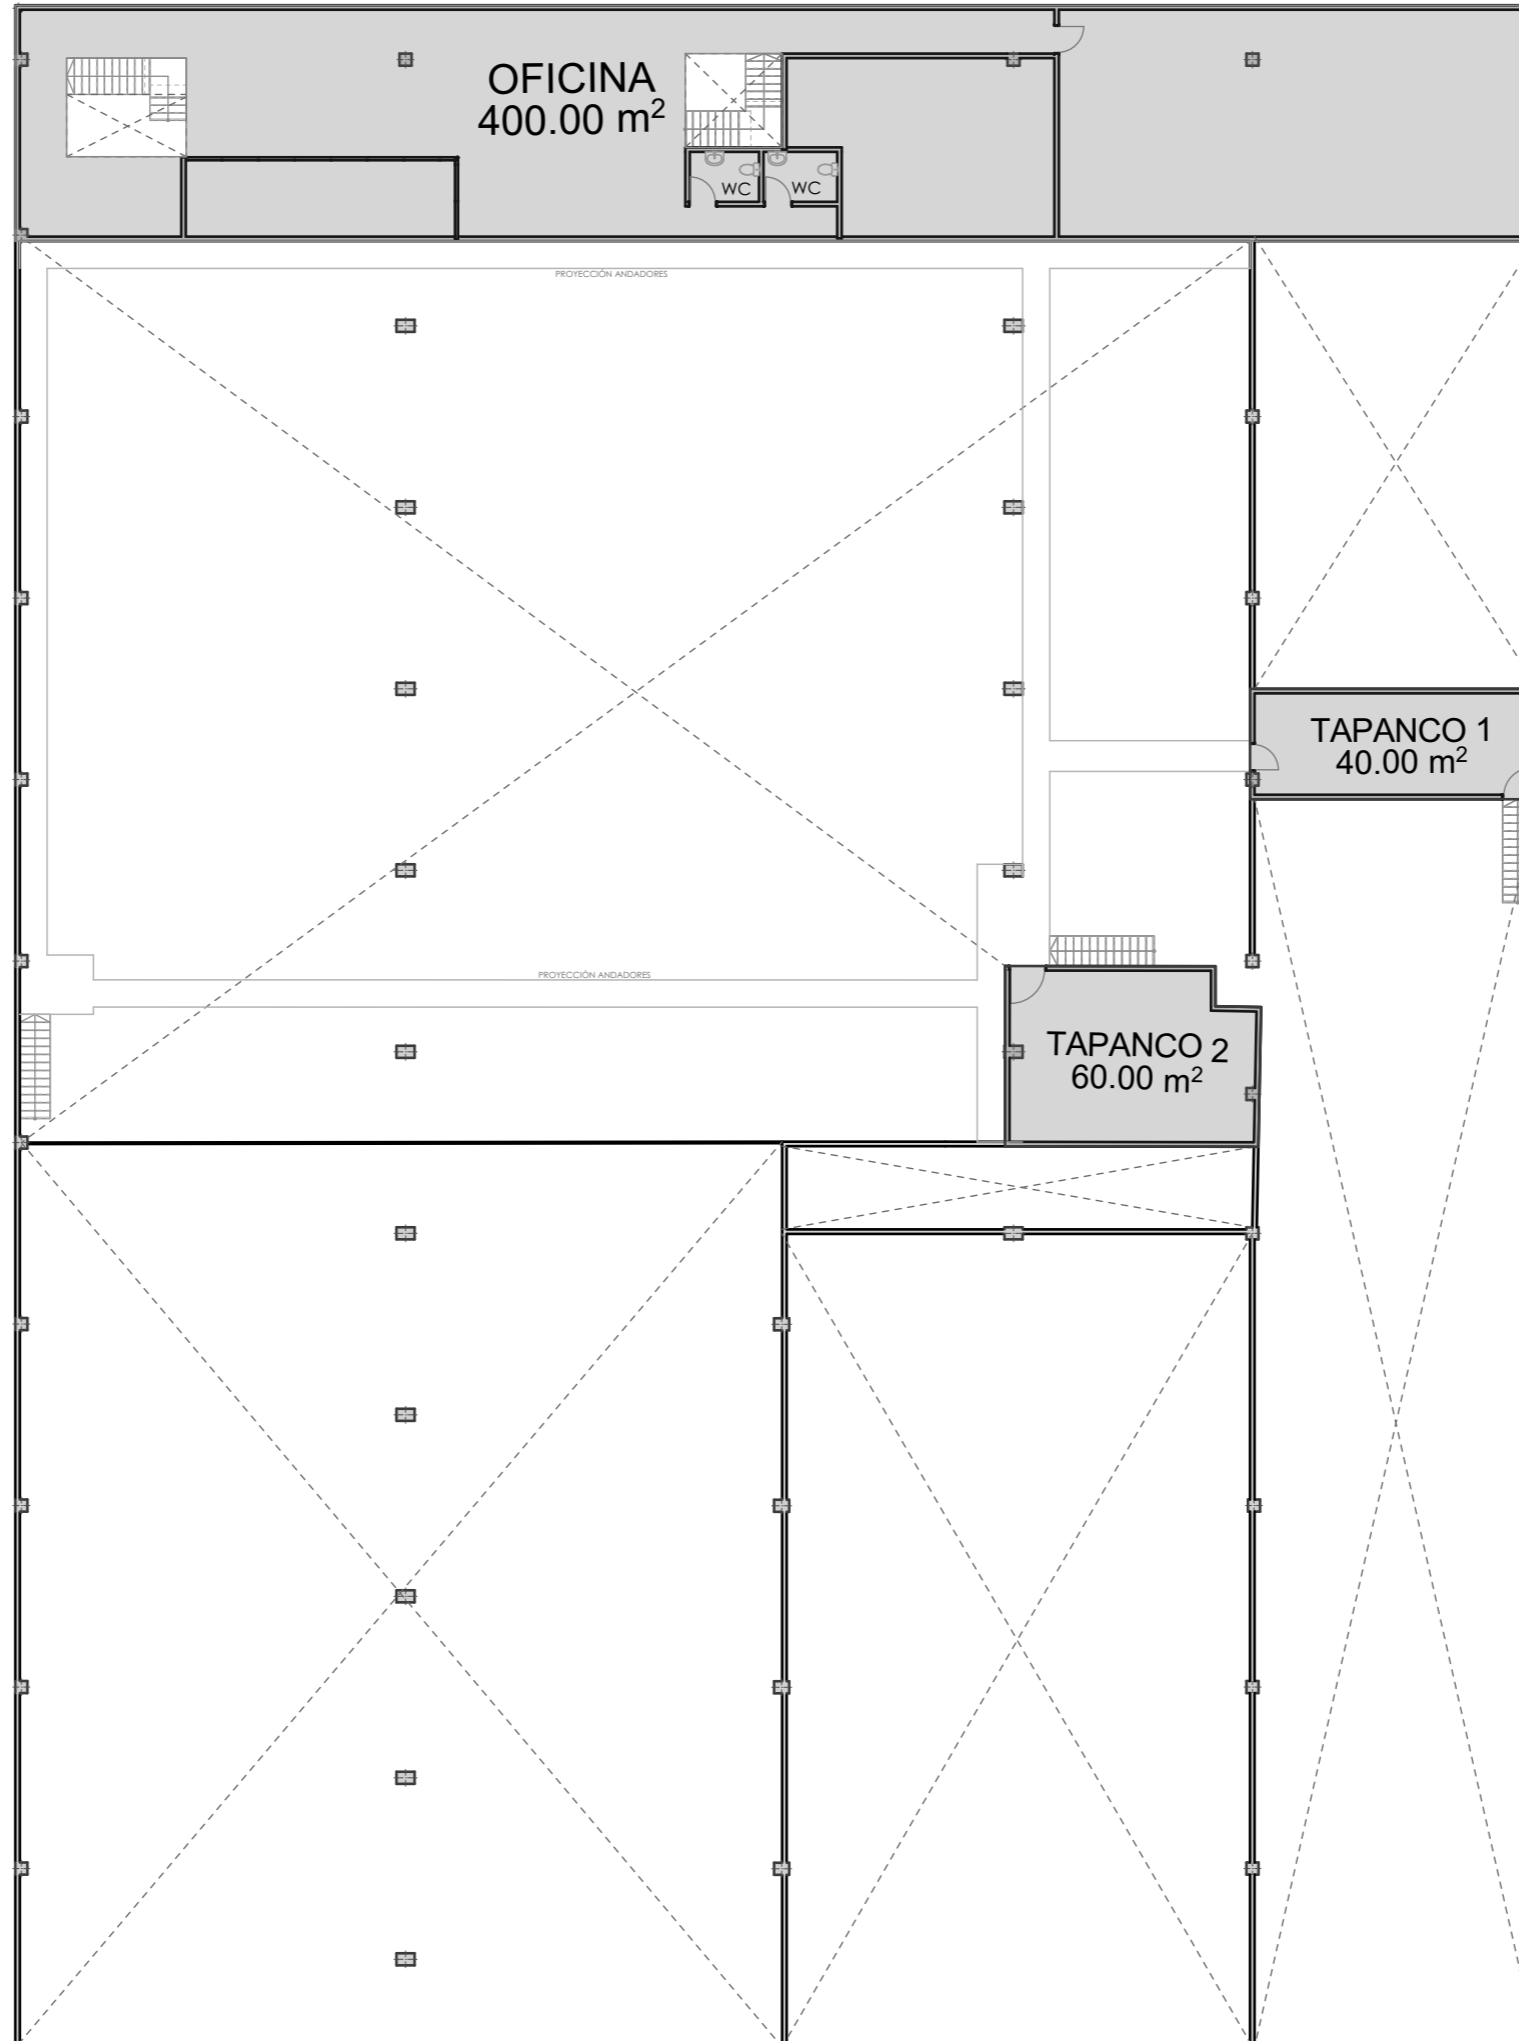 OFICINA
400.00 m²
WC
WC
PROYECCIÓN ANDADORES
TAPANCO 1
40.00 m²
PROYECCIÓN ANDADORES
TAPANCO 2
60.00 m²